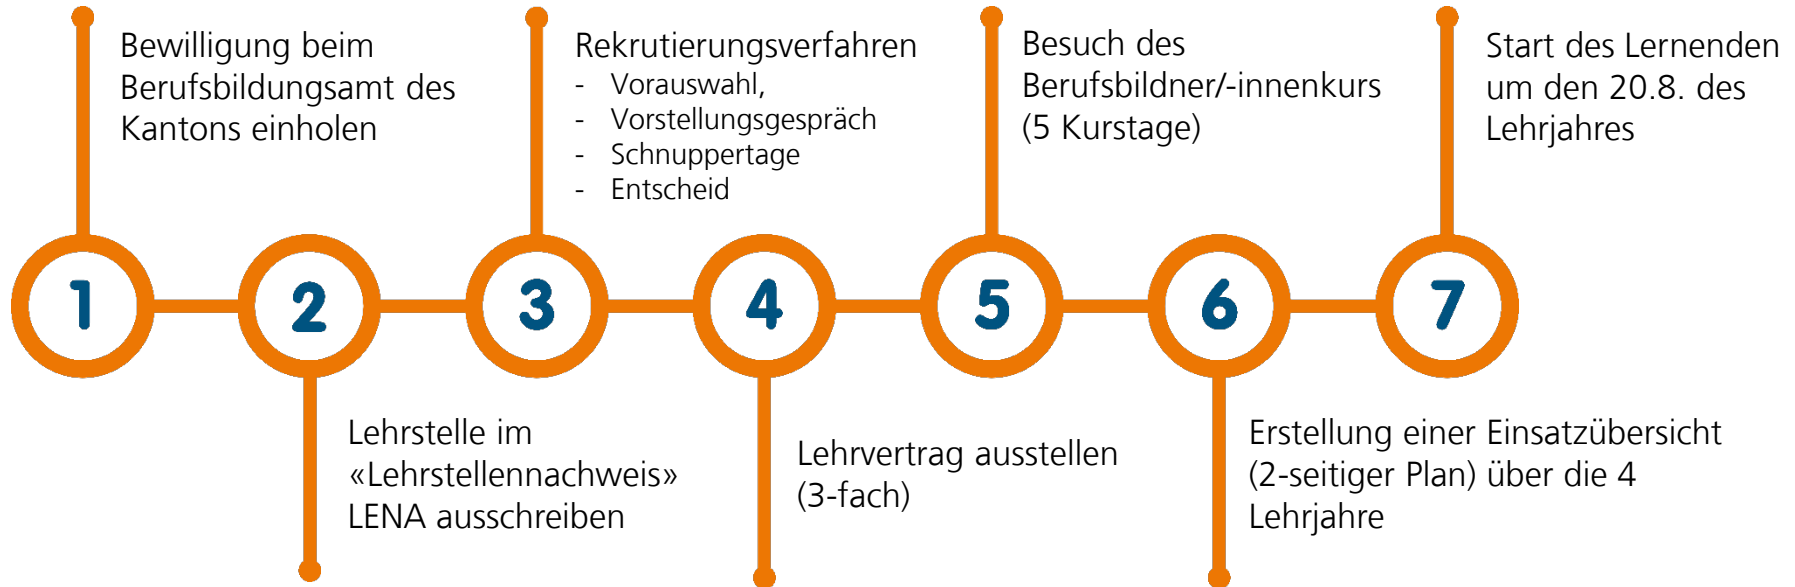 Bewilligung beim
Berufsbildungsamt des
Kantons einholen
Rekrutierungsverfahren
- Vorauswahl,
- Vorstellungsgespräch
- Schnuppertage
- Entscheid
Besuch des
Berufsbildner/-innenkurs
(5 Kurstage)
Start des Lernenden
um den 20.8. des
Lehrjahres
1
2
3
4
5
6
7
Lehrstelle im
«Lehrstellennachweis»
LENA ausschreiben
Lehrvertrag ausstellen
(3-fach)
Erstellung einer Einsatzübersicht
(2-seitiger Plan) über die 4
Lehrjahre